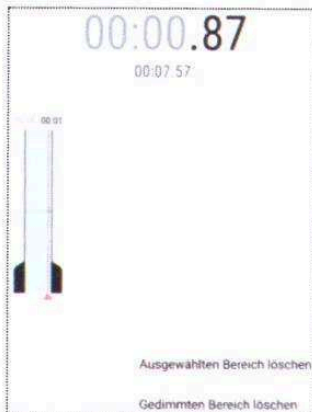 00:00.87
00:07.57
00:01
Ausgewählten Bereich löschen
Gedimmten Bereich löschen